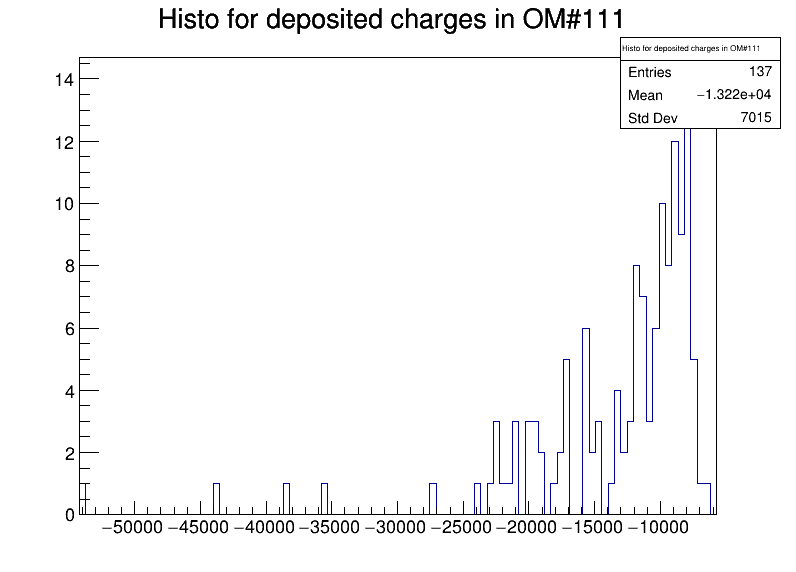 Histo for deposited charges in OM#111
Histo for deposited charges in OM#111
Entries 137
Mean −1.322e+04
Std Dev 7015
14
12
10
8
6
4
2
0
−50000 −45000 −40000 −35000 −30000 −25000 −20000 −15000 −10000